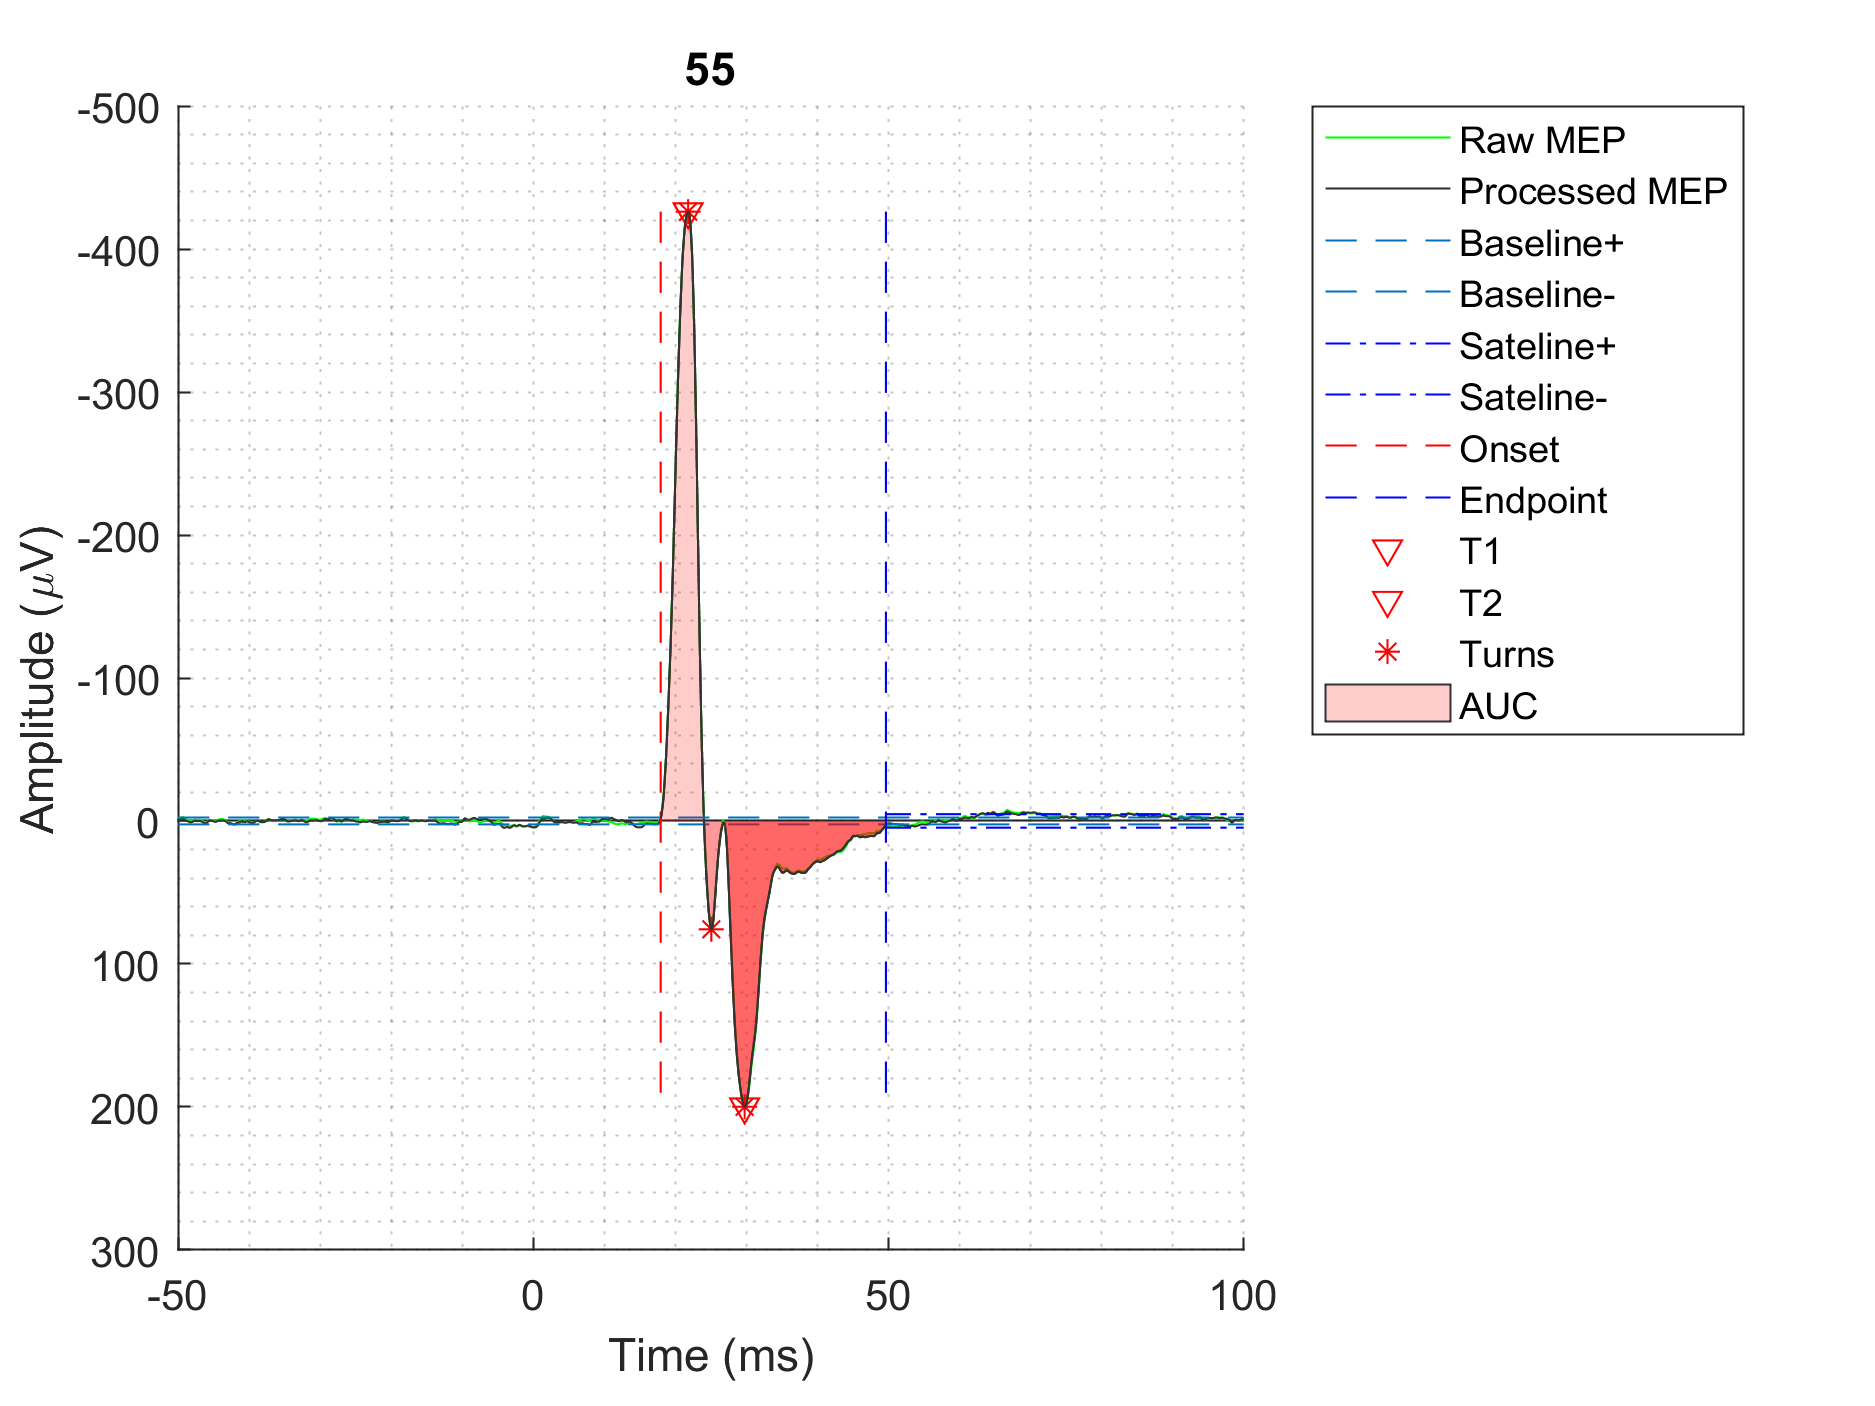 55
-500
-400
-300
-200
-100
0
100
200
300
Amplitude (μV)
-50 0 50 100
Time (ms)
Raw MEP
Processed MEP
Baseline+
Baseline-
Sateline+
Sateline-
Onset
Endpoint
T1
T2
Turns
AUC